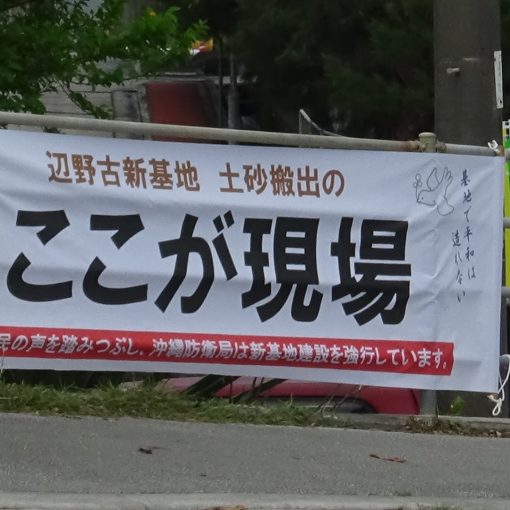 辺野古新基地 土砂搬出の
ここが現場
民の声を踏みつぶし、沖縄防衛局は新基地建設を強行しています。
基地で平和は
造れない